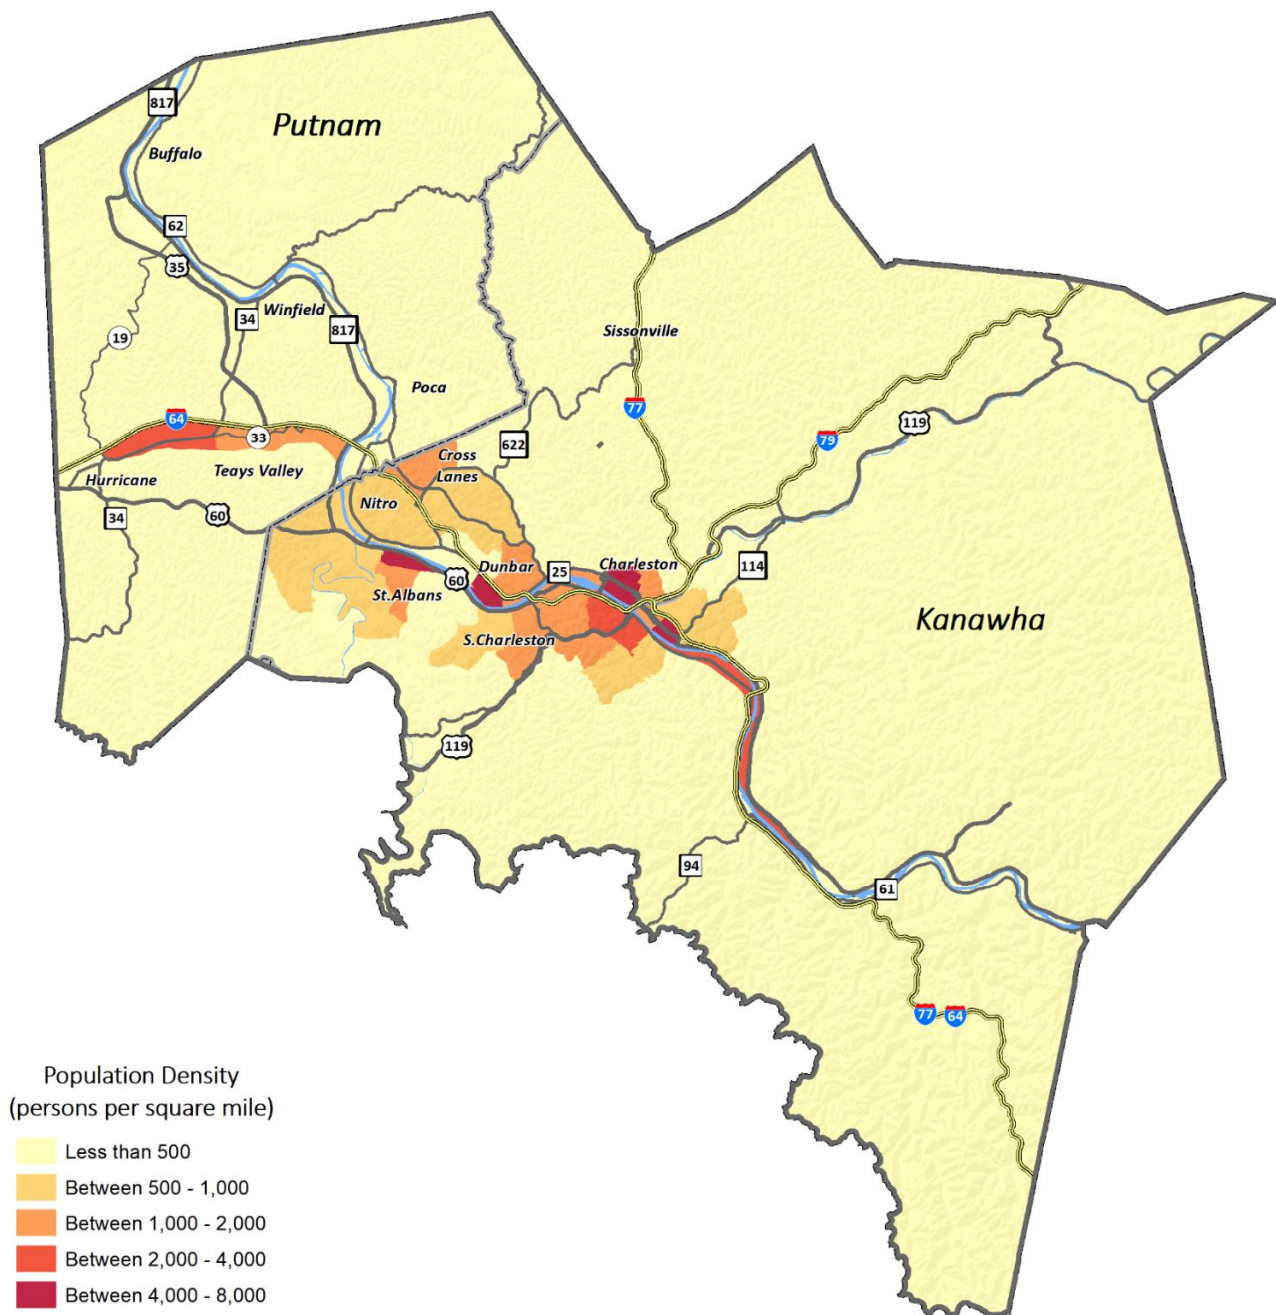 817
Putnam
Buffalo
62
35
Winfield
34
817
19
Sissonville
Poca
77
64
119
79
33
622
Cross
Lanes
Teays Valley
Hurricane
Nitro
34
60
Dunbar
25
Charleston
114
60
St.Albans
Kanawha
S.Charleston
119
94
61
77
64
Population Density
(persons per square mile)
Less than 500
Between 500 - 1,000
Between 1,000 - 2,000
Between 2,000 - 4,000
Between 4,000 - 8,000